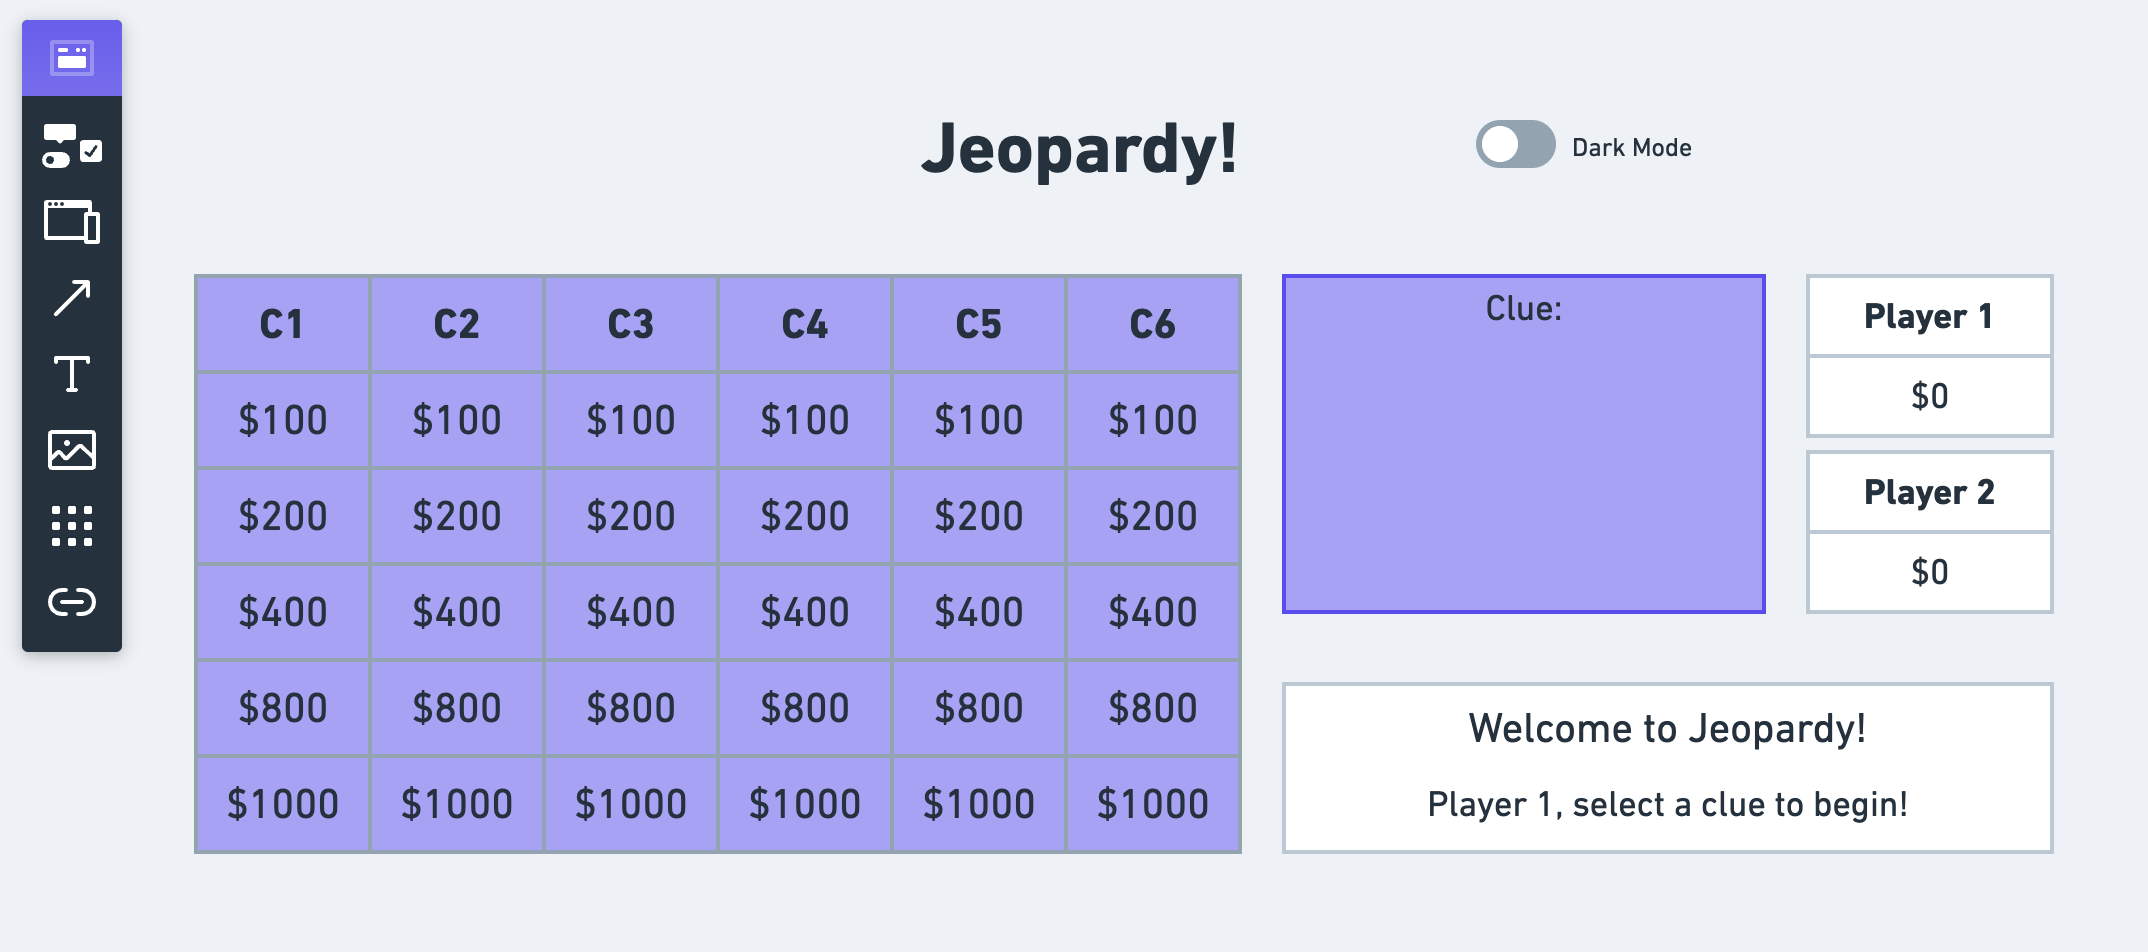 Jeopardy!
Dark Mode
C1 C2 C3 C4 C5 C6
$100 $100 $100 $100 $100 $100
$200 $200 $200 $200 $200 $200
$400 $400 $400 $400 $400 $400
$800 $800 $800 $800 $800 $800
$1000 $1000 $1000 $1000 $1000 $1000
Clue:
Player 1
$0
Player 2
$0
Welcome to Jeopardy!
Player 1, select a clue to begin!